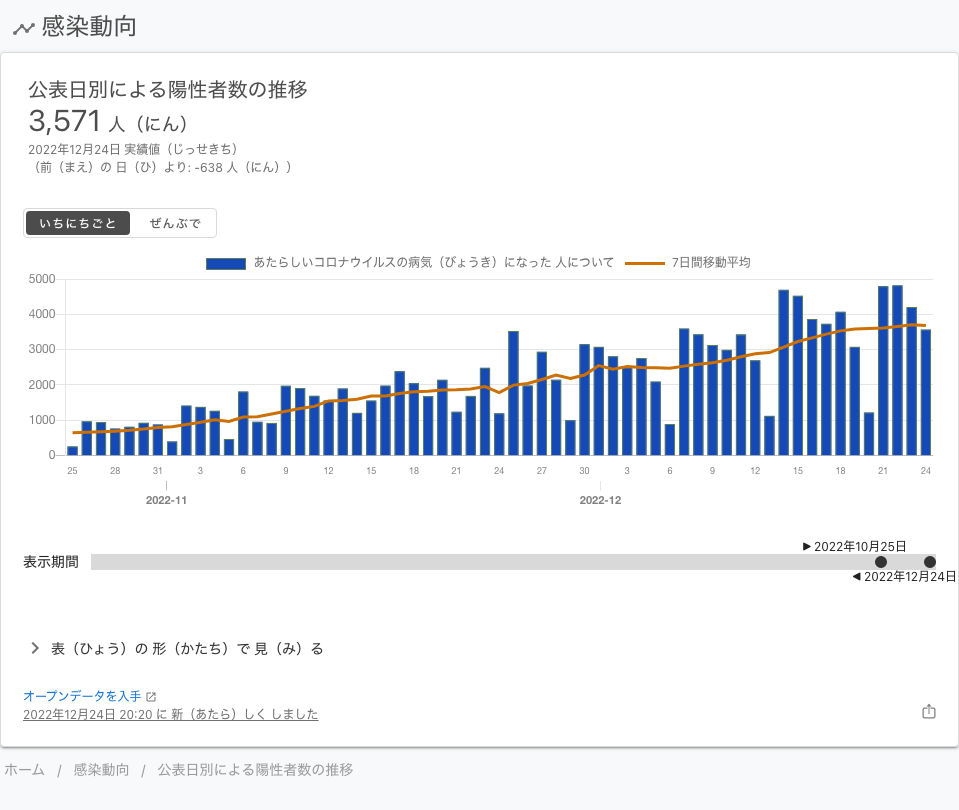 感染動向
公表日別による陽性者数の推移
3,571 人（にん）
2022年12月24日 実績値（じっせきち）
（前（まえ）の 日（ひ）より: -638 人（にん））
いちにちごと ぜんぶで
あたらしいコロナウイルスの病気（びょうき）になった 人について 7日間移動平均
5000
4000
3000
2000
1000
0
25 28 31 3 6 9 12 15 18 21 24 27 30 3 6 9 12 15 18 21 24
2022-11 2022-12
2022年10月25日
表示期間
2022年12月24日
表（ひょう）の 形（かたち）で 見（み）る
オープンデータを入手
2022年12月24日 20:20 に 新（あたら）しく しました
ホーム / 感染動向 / 公表日別による陽性者数の推移